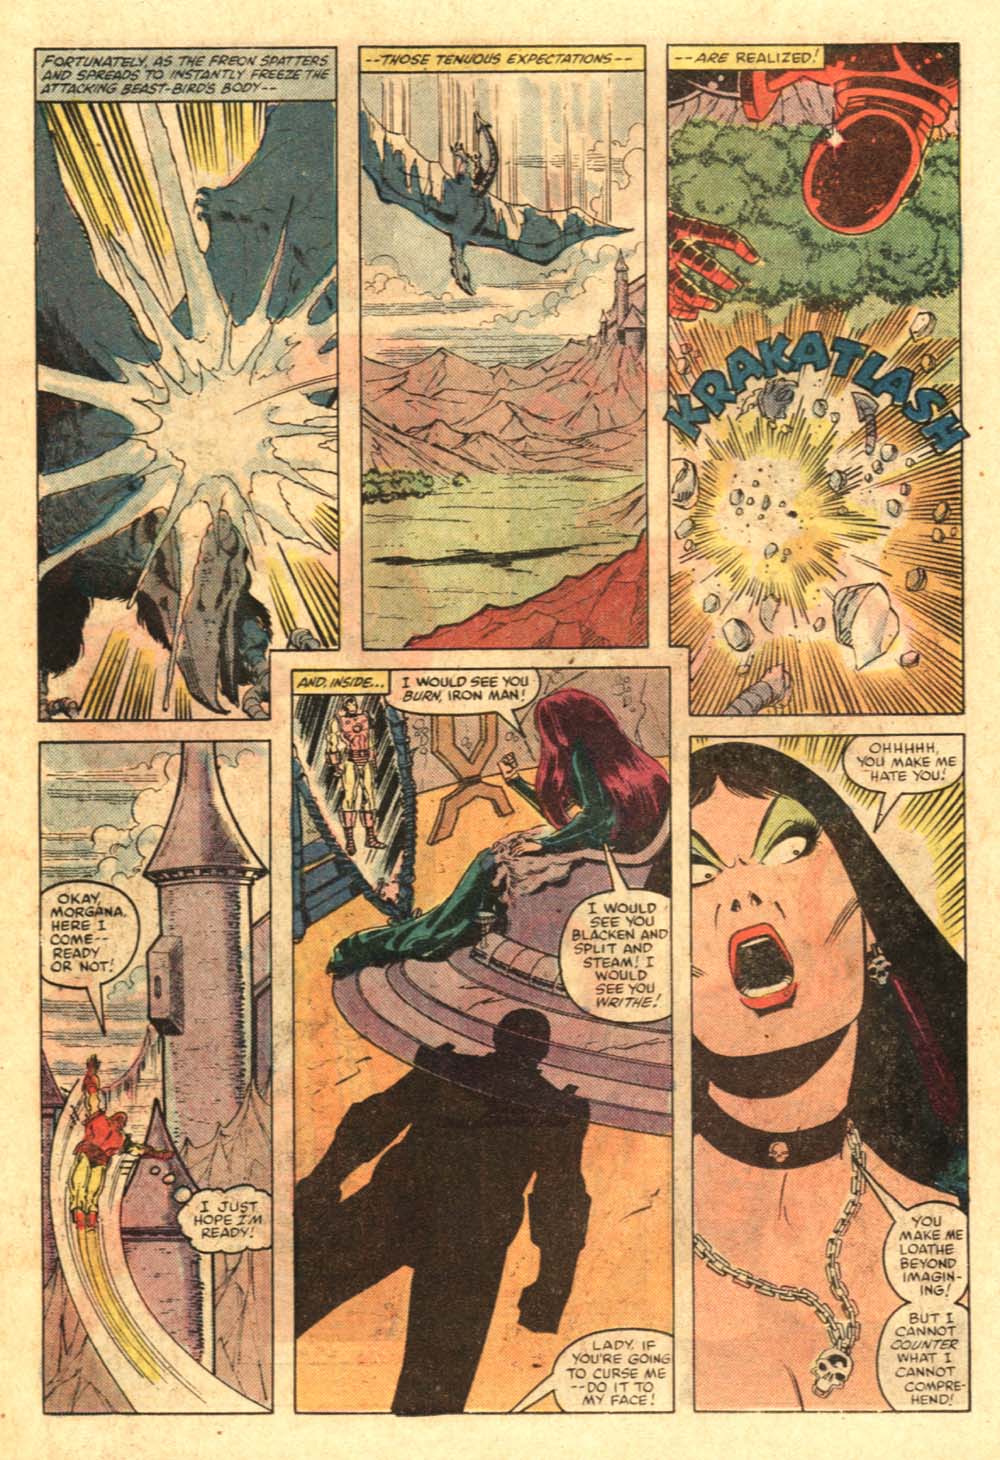 FORTUNATELY, AS THE FREON SPATTERS
AND SPREADS TO INSTANTLY FREEZE THE
ATTACKING BEAST-BIRD'S BODY--
--THOSE TENUOUS EXPECTATIONS--
--ARE REALIZED!
KRAKATLASH
OKAY,
MORGANA,
HERE I
COME--
READY
OR NOT!
I JUST
HOPE I'M
READY!
AND, INSIDE...
I WOULD SEE YOU
BURN, IRON MAN!
I WOULD
SEE YOU
BLACKEN AND
SPLIT AND
STEAM! I
WOULD
SEE YOU
WRITHE!
LADY, IF
YOU'RE GOING
TO CURSE ME
--DO IT TO
MY FACE!
OHHHHH,
YOU MAKE ME
HATE YOU!
YOU
MAKE ME
LOATHE
BEYOND
IMAGIN-
ING!
BUT I
CANNOT
COUNTER
WHAT I
CANNOT
COMPRE-
HEND!